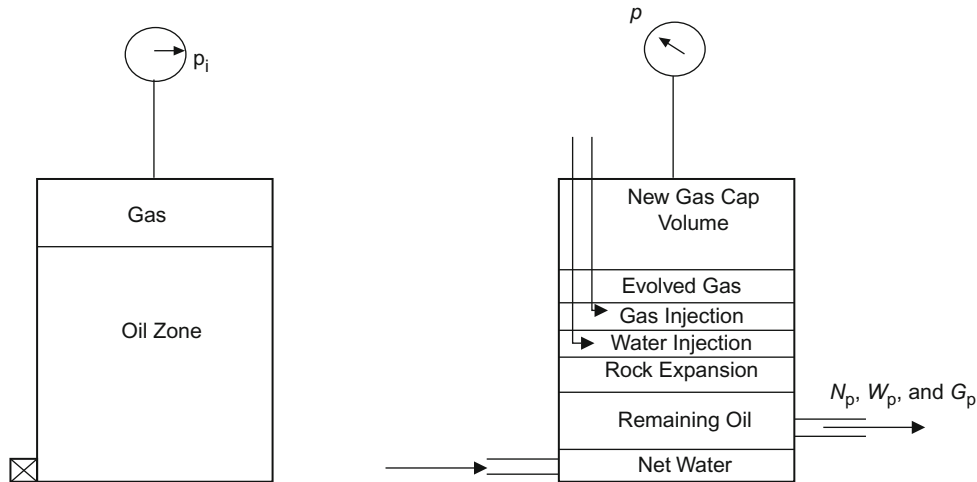 pi
Gas
Oil Zone
p
New Gas Cap
Volume
Evolved Gas
Gas Injection
Water Injection
Rock Expansion
Remaining Oil
Net Water
Np, Wp, and Gp